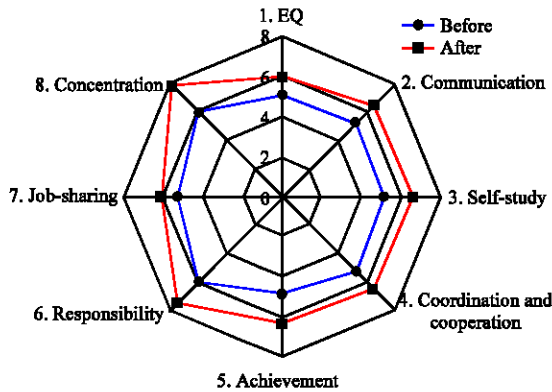 1. EQ
8
6
4
2
0
Before
After
2. Communication
3. Self-study
4. Coordination and
cooperation
5. Achievement
6. Responsibility
7. Job-sharing
8. Concentration